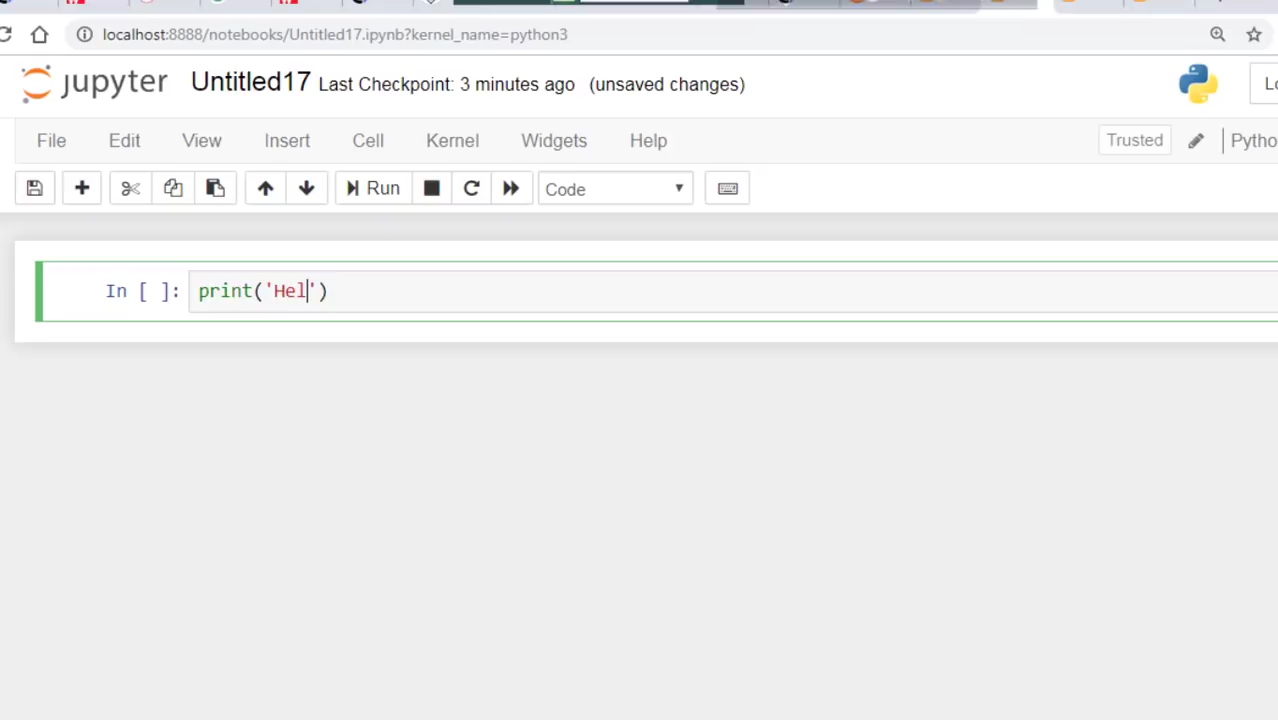 localhost:8888/notebooks/Untitled17.ipynb?kernel_name=python3
jupyter Untitled17 Last Checkpoint: 3 minutes ago (unsaved changes)
File Edit View Insert Cell Kernel Widgets Help Trusted
Run Code
In [ ]: print('Hel')